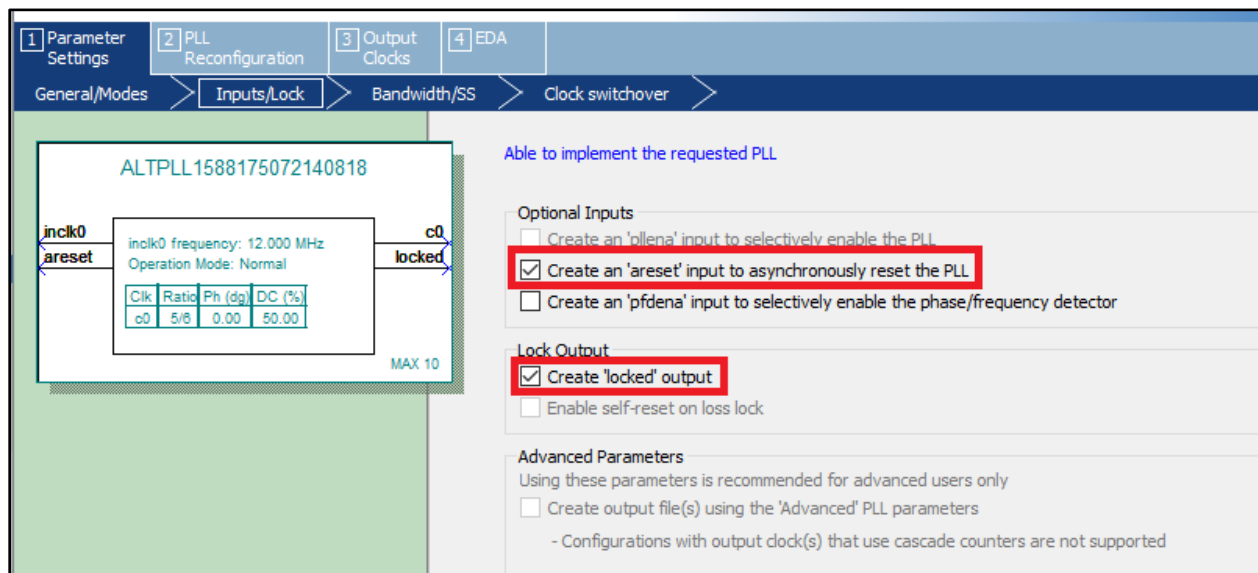 1 Parameter Settings
2 PLL Reconfiguration
3 Output Clocks
4 EDA
General/Modes
Inputs/Lock
Bandwidth/SS
Clock switchover
ALTPLL1588175072140818
inclk0
areset
inclk0 frequency: 12.000 MHz
Operation Mode: Normal
Clk Ratio Ph (dg) DC (%)
c0 5/6 0.00 50.00
c0
locked
MAX 10
Able to implement the requested PLL
Optional Inputs
Create an 'pllena' input to selectively enable the PLL
Create an 'areset' input to asynchronously reset the PLL
Create an 'pfdena' input to selectively enable the phase/frequency detector
Lock Output
Create 'locked' output
Enable self-reset on loss lock
Advanced Parameters
Using these parameters is recommended for advanced users only
Create output file(s) using the 'Advanced' PLL parameters
- Configurations with output clock(s) that use cascade counters are not supported